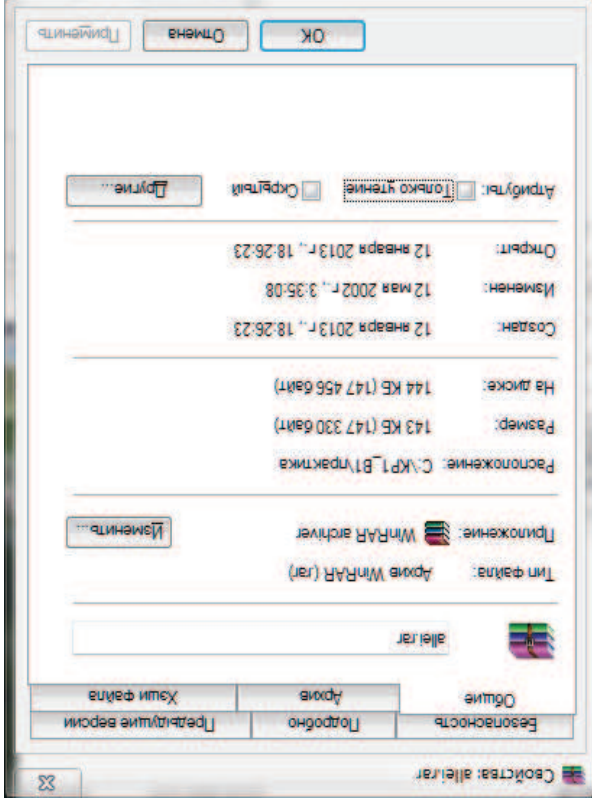 Свойства: allei.rar
Безопасность Подробно Предыдущие версии
Общие Архив Хэши файла
allei.rar
Тип файла: Архив WinRAR (.rar)
Приложение: WinRAR archiver Изменить...
Расположение: C:\КР1_В1\практика
Размер: 143 КБ (147 330 байт)
На диске: 144 КБ (147 456 байт)
Создан: 12 января 2013 г., 18:26:23
Изменен: 12 мая 2002 г., 3:35:08
Открыт: 12 января 2013 г., 18:26:23
Атрибуты: Только чтение Скрытый Другие...
ОК Отмена Применить